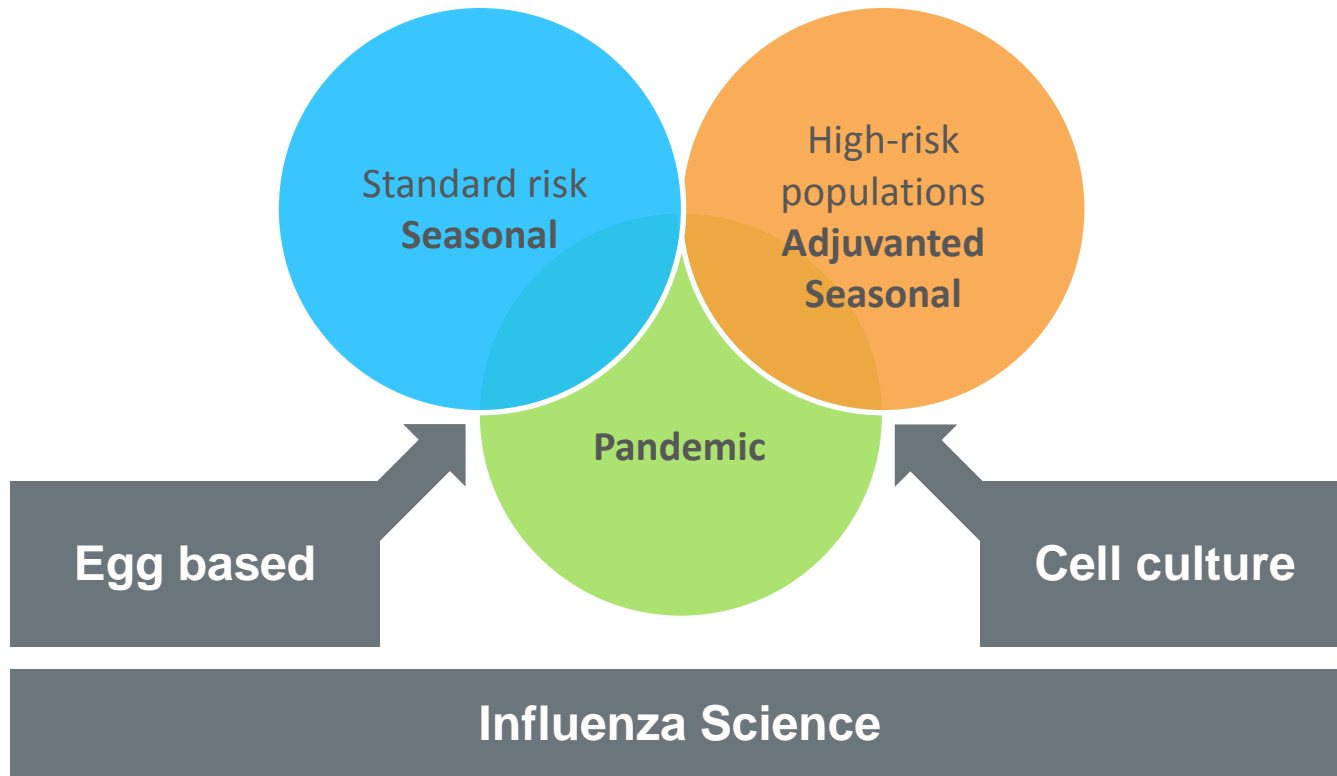 Standard risk
Seasonal
High-risk
populations
Adjuvanted
Seasonal
Pandemic
Egg based
Cell culture
Influenza Science